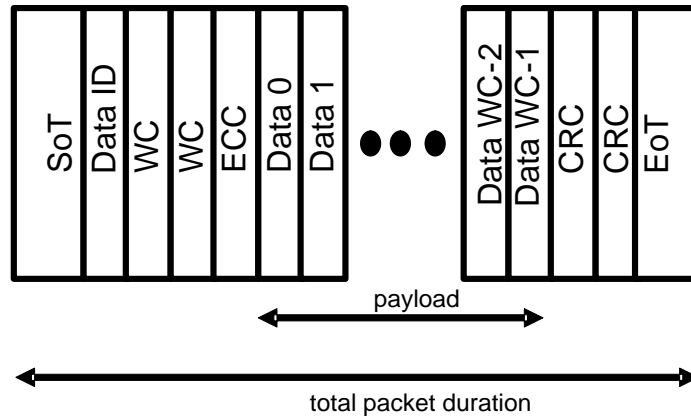 SoT
Data ID
WC
WC
ECC
Data 0
Data 1
Data WC-2
Data WC-1
CRC
CRC
EoT
payload
total packet duration